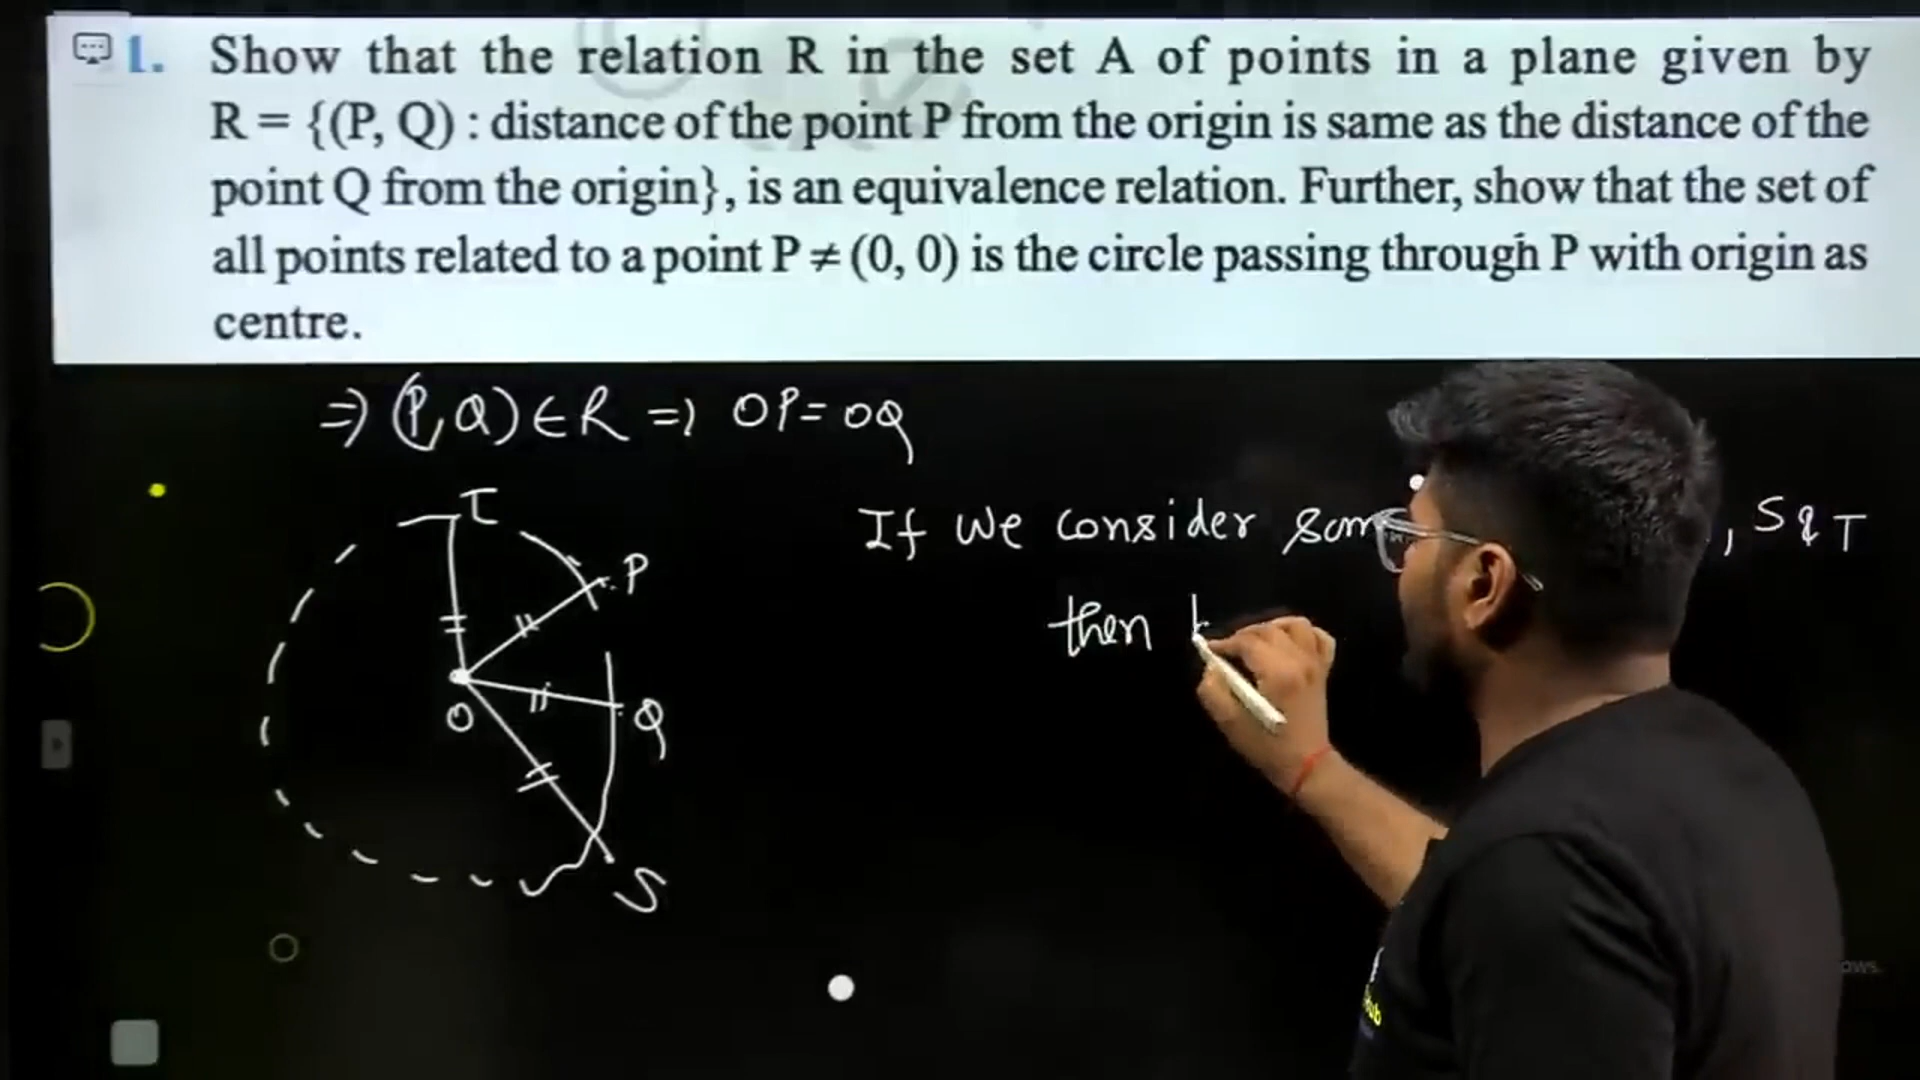 1. Show that the relation R in the set A of points in a plane given by
R = {(P, Q) : distance of the point P from the origin is same as the distance of the
point Q from the origin}, is an equivalence relation. Further, show that the set of
all points related to a point P ≠ (0, 0) is the circle passing through P with origin as
centre.
⇒ (P, Q) ∈ R ⇒ OP = OQ
T
P
O
Q
S
If we consider , S & T
then